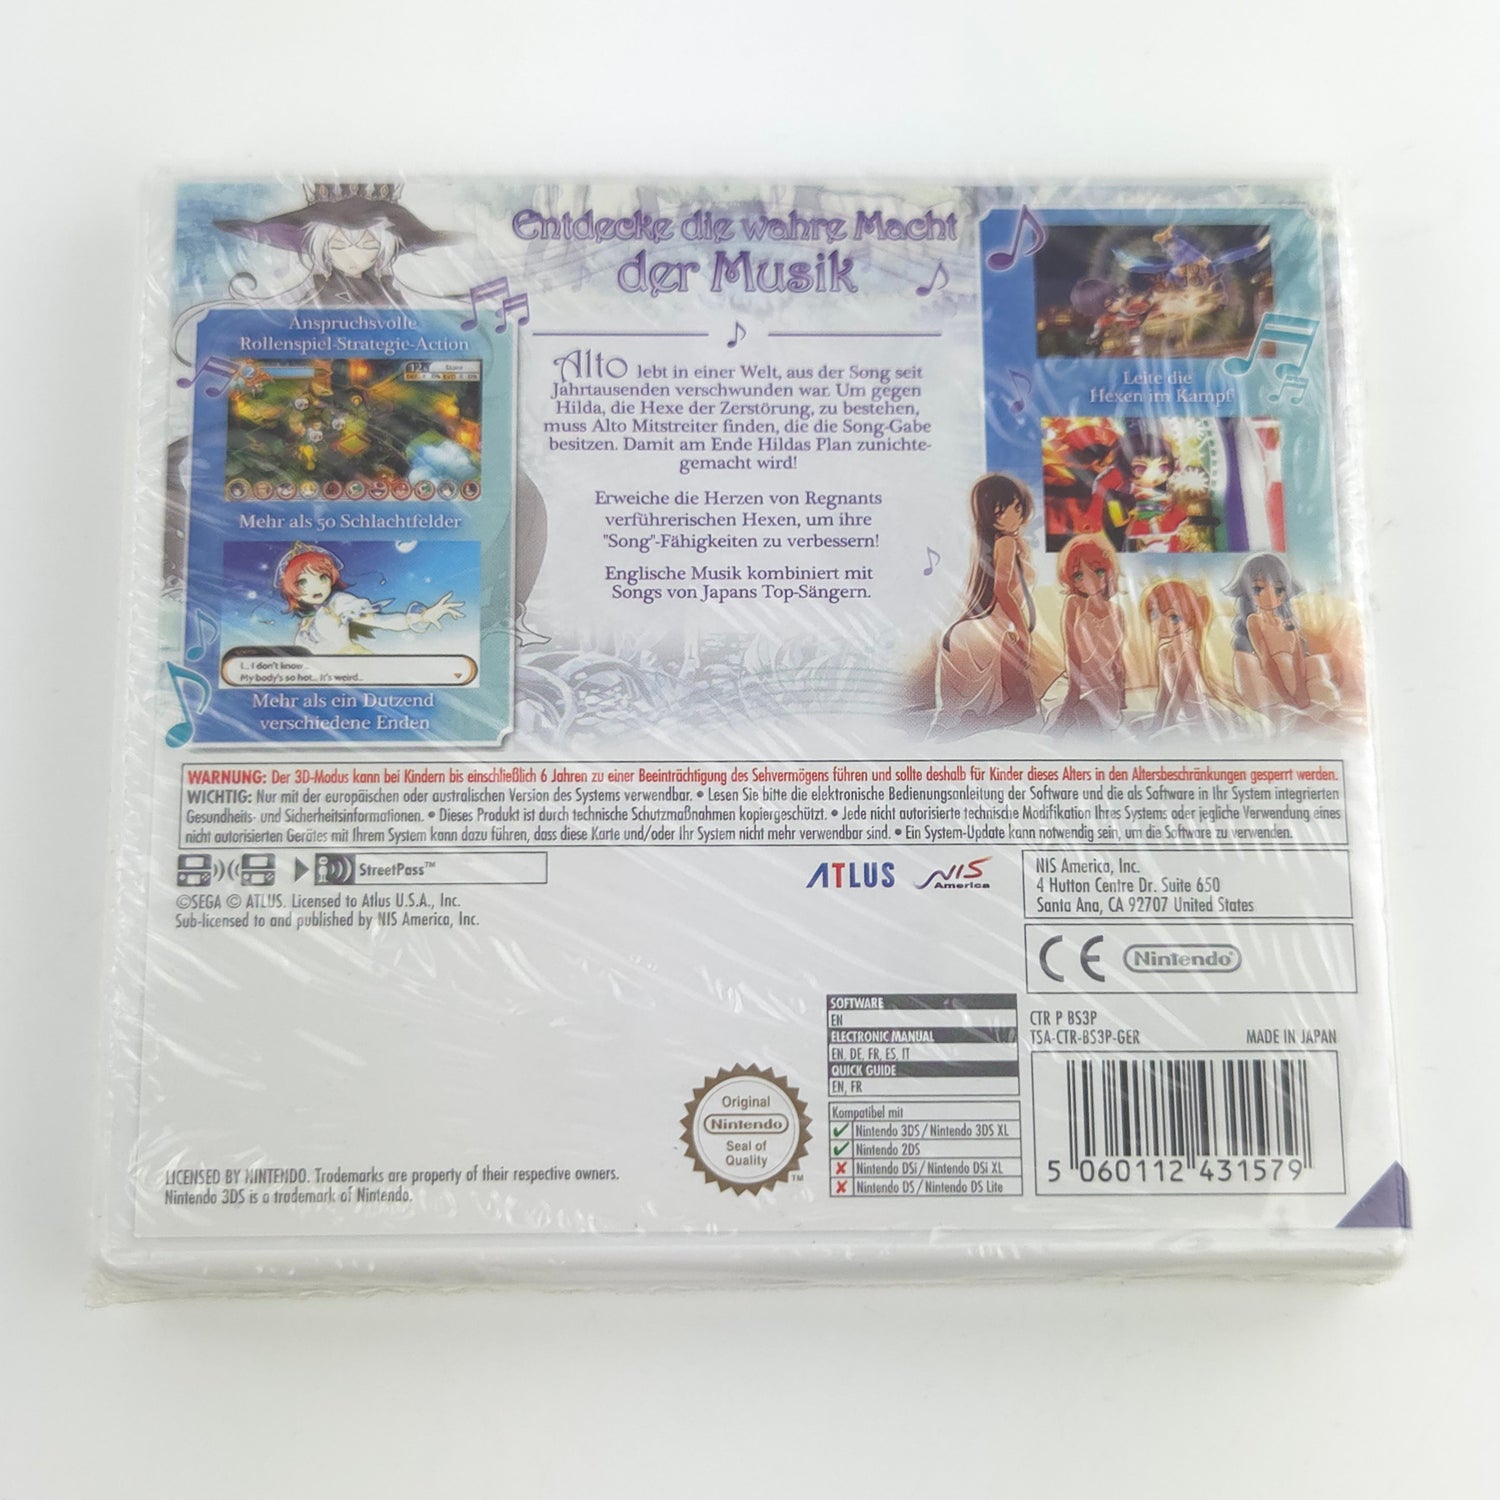 Entdecke die wahre Macht
der Musik
Anspruchsvolle
Rollenspiel-Strategie-Action
Mehr als 50 Schlachtfelder
I... I don't know...
My body's so hot... It's weird...
Mehr als ein Dutzend
verschiedene Enden
Alto lebt in einer Welt, aus der Song seit
Jahrtausenden verschwunden war. Um gegen
Hilda, die Hexe der Zerstörung, zu bestehen,
muss Alto Mitstreiter finden, die die Song-Gabe
besitzen. Damit am Ende Hildas Plan zunichte-
gemacht wird!
Erweiche die Herzen von Regnants
verführerischen Hexen, um ihre
"Song"-Fähigkeiten zu verbessern!
Englische Musik kombiniert mit
Songs von Japans Top-Sängern.
Leite die
Hexen im Kampf
WARNUNG: Der 3D-Modus kann bei Kindern bis einschließlich 6 Jahren zu einer Beeinträchtigung des Sehvermögens führen und sollte deshalb für Kinder dieses Alters in den Altersbeschränkungen gesperrt werden.
WICHTIG: Nur mit der europäischen oder australischen Version des Systems verwendbar. • Lesen Sie bitte die elektronische Bedienungsanleitung der Software und die als Software in Ihr System integrierten
Gesundheits- und Sicherheitsinformationen. • Dieses Produkt ist durch technische Schutzmaßnahmen kopiergeschützt. • Jede nicht autorisierte technische Modifikation Ihres Systems oder jegliche Verwendung eines
nicht autorisierten Gerätes mit Ihrem System kann dazu führen, dass diese Karte und/oder Ihr System nicht mehr verwendbar sind. • Ein System-Update kann notwendig sein, um die Software zu verwenden.
StreetPass™
©SEGA © ATLUS. Licensed to Atlus U.S.A., Inc.
Sub-licensed to and published by NIS America, Inc.
ATLUS
NIS
America
NIS America, Inc.
4 Hutton Centre Dr. Suite 650
Santa Ana, CA 92707 United States
CE Nintendo
SOFTWARE
EN
ELECTRONIC MANUAL
EN, DE, FR, ES, IT
QUICK GUIDE
EN, FR
Kompatibel mit
Nintendo 3DS / Nintendo 3DS XL
Nintendo 2DS
Nintendo DSi / Nintendo DSi XL
Nintendo DS / Nintendo DS Lite
CTR P BS3P
TSA-CTR-BS3P-GER MADE IN JAPAN
5 060112 431579
Original
Nintendo
Seal of
Quality
TM
LICENSED BY NINTENDO. Trademarks are property of their respective owners.
Nintendo 3DS is a trademark of Nintendo.